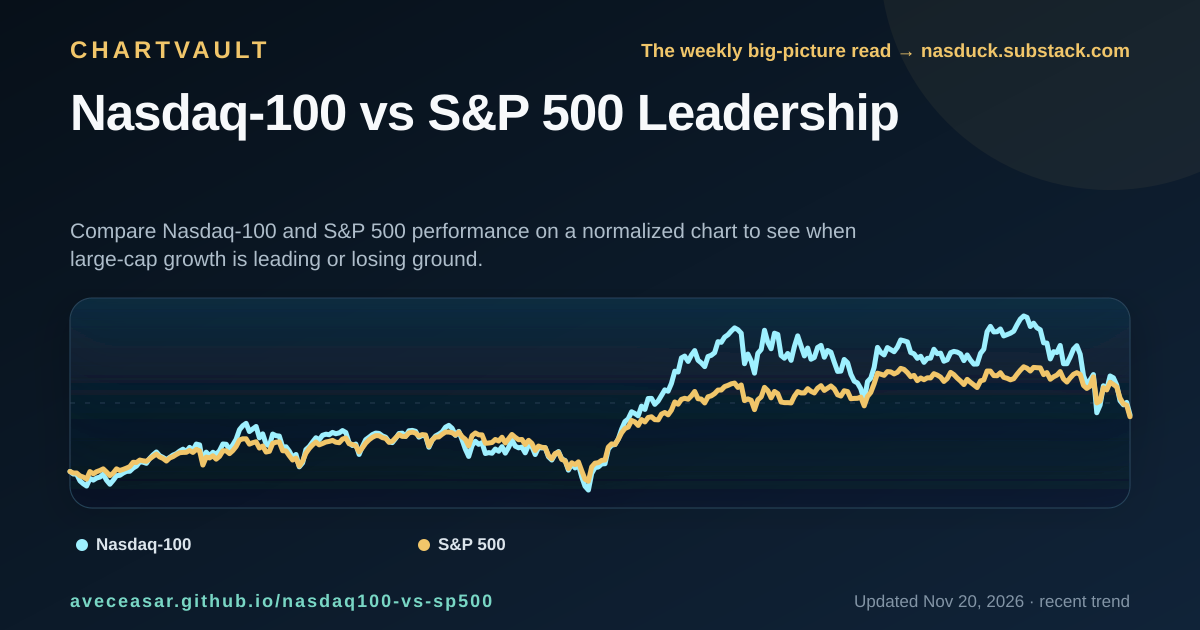 CHARTVAULT
The weekly big-picture read → nasduck.substack.com
Nasdaq-100 vs S&P 500 Leadership
Compare Nasdaq-100 and S&P 500 performance on a normalized chart to see when
large-cap growth is leading or losing ground.
Nasdaq-100
S&P 500
aveceasar.github.io/nasdaq100-vs-sp500
Updated Nov 20, 2026 · recent trend